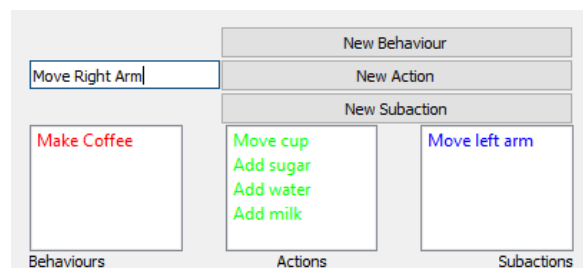 New Behaviour
Move Right Arm
New Action
New Subaction
Make Coffee
Move cup
Add sugar
Add water
Add milk
Move left arm
Behaviours
Actions
Subactions